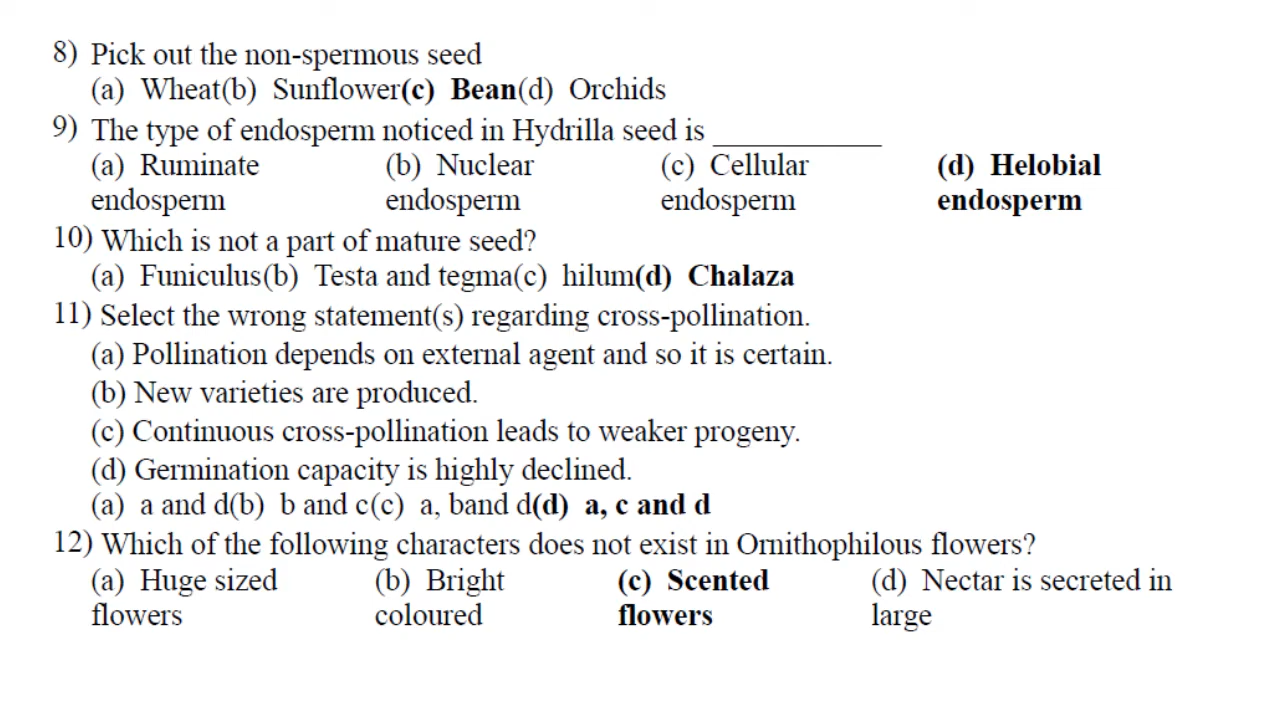 8) Pick out the non-spermous seed
(a) Wheat(b) Sunflower(c) Bean(d) Orchids
9) The type of endosperm noticed in Hydrilla seed is ___________
(a) Ruminate (b) Nuclear (c) Cellular (d) Helobial
endosperm endosperm endosperm endosperm
10) Which is not a part of mature seed?
(a) Funiculus(b) Testa and tegma(c) hilum(d) Chalaza
11) Select the wrong statement(s) regarding cross-pollination.
(a) Pollination depends on external agent and so it is certain.
(b) New varieties are produced.
(c) Continuous cross-pollination leads to weaker progeny.
(d) Germination capacity is highly declined.
(a) a and d(b) b and c(c) a, band d(d) a, c and d
12) Which of the following characters does not exist in Ornithophilous flowers?
(a) Huge sized (b) Bright (c) Scented (d) Nectar is secreted in
flowers coloured flowers large